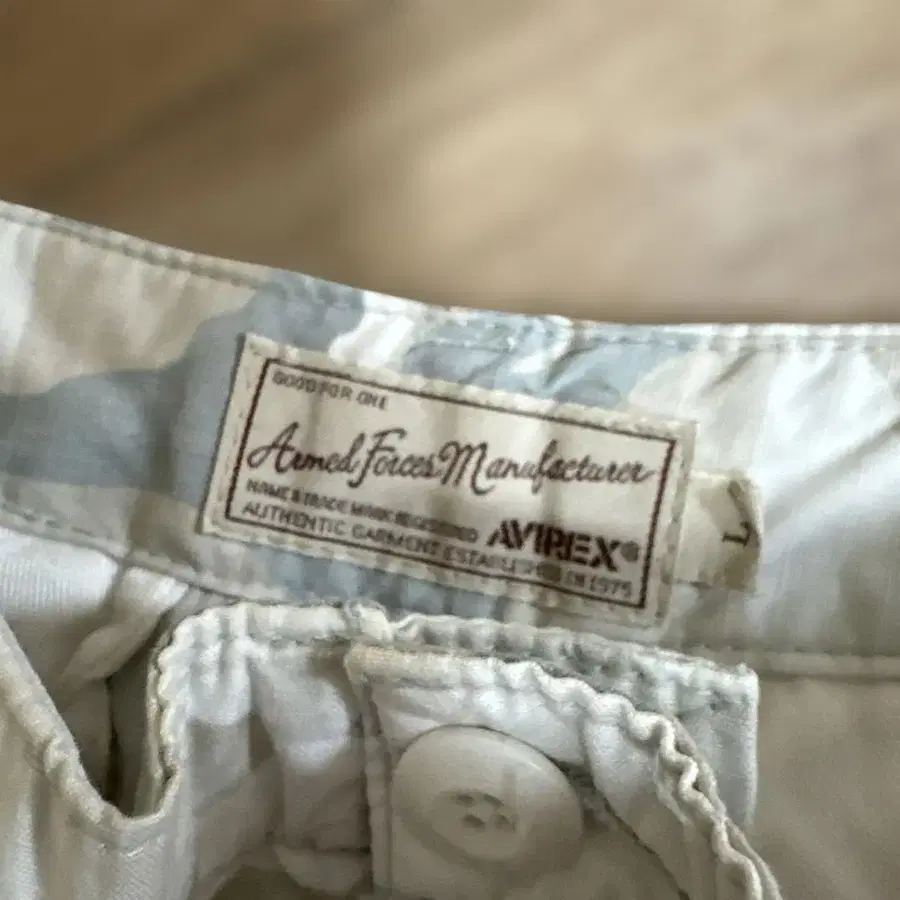 GOOD FOR ONE
Armed Forces Manufacturer
NAME & TRADE MARK REGISTERED AVIREX®
AUTHENTIC GARMENT ESTABLISHED IN 1975
L